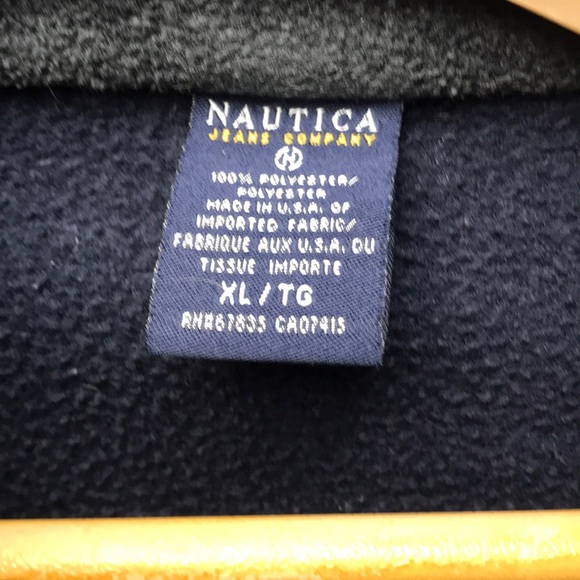 NAUTICA
JEANS COMPANY
N
100% POLYESTER/
POLYESTER
MADE IN U.S.A. OF
IMPORTED FABRIC/
FABRIQUE AUX U.S.A. DU
TISSUE IMPORTE
XL / TG
RN#67835 CA07415